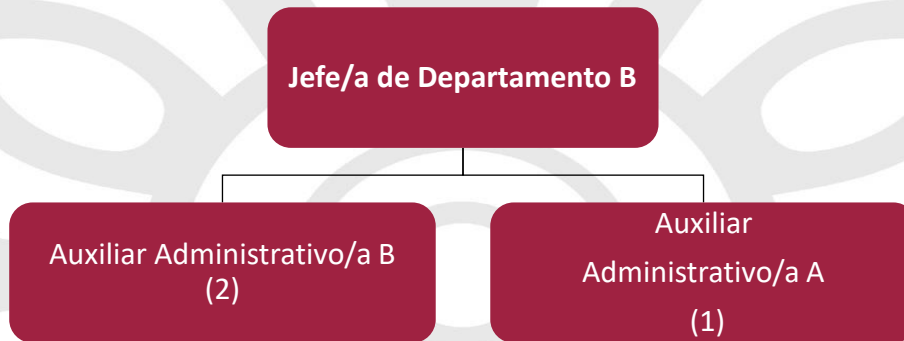 Jefe/a de Departamento B
Auxiliar Administrativo/a B
(2)
Auxiliar
Administrativo/a A
(1)